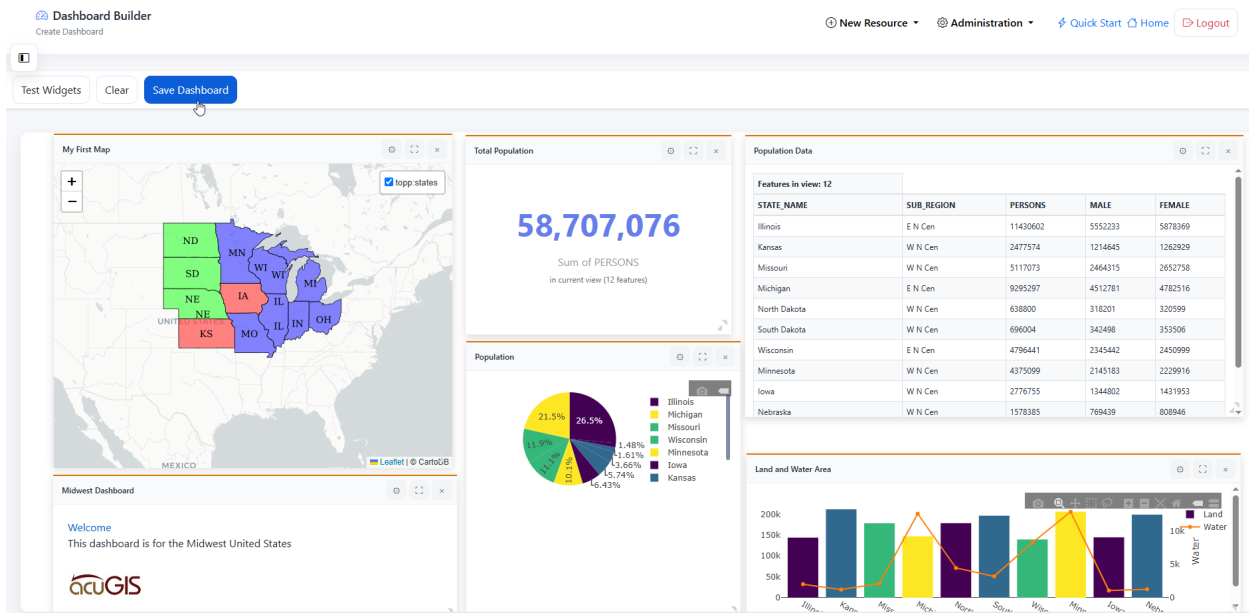 Dashboard Builder
Create Dashboard
New Resource
Administration
Quick Start
Home
Logout
Test Widgets
Clear
Save Dashboard
My First Map
+
−
topp:states
ND
MN
SD
WI
WI
MI
NE
IA
IL
NE
KS
MO
IL
IN
OH
UNITED STATES
MEXICO
Leaflet | © CartoDB
Midwest Dashboard
Welcome
This dashboard is for the Midwest United States
acuGIS
Total Population
58,707,076
Sum of PERSONS
in current view (12 features)
Population
26.5%
21.5%
11.9%
11.1%
10.1%
6.43%
5.74%
3.66%
1.61%
1.48%
Illinois
Michigan
Missouri
Wisconsin
Minnesota
Iowa
Kansas
Population Data
Features in view: 12
STATE_NAME SUB_REGION PERSONS MALE FEMALE
Illinois E N Cen 11430602 5552233 5878369
Kansas W N Cen 2477574 1214645 1262929
Missouri W N Cen 5117073 2464315 2652758
Michigan E N Cen 9295297 4512781 4782516
North Dakota W N Cen 638800 318201 320599
South Dakota W N Cen 696004 342498 353506
Wisconsin E N Cen 4796441 2345442 2450999
Minnesota W N Cen 4375099 2145183 2229916
Iowa W N Cen 2776755 1344802 1431953
Nebraska W N Cen 1578385 769439 808946
Land and Water Area
200k
150k
100k
50k
0
10k
5k
0
Water
Land
Water